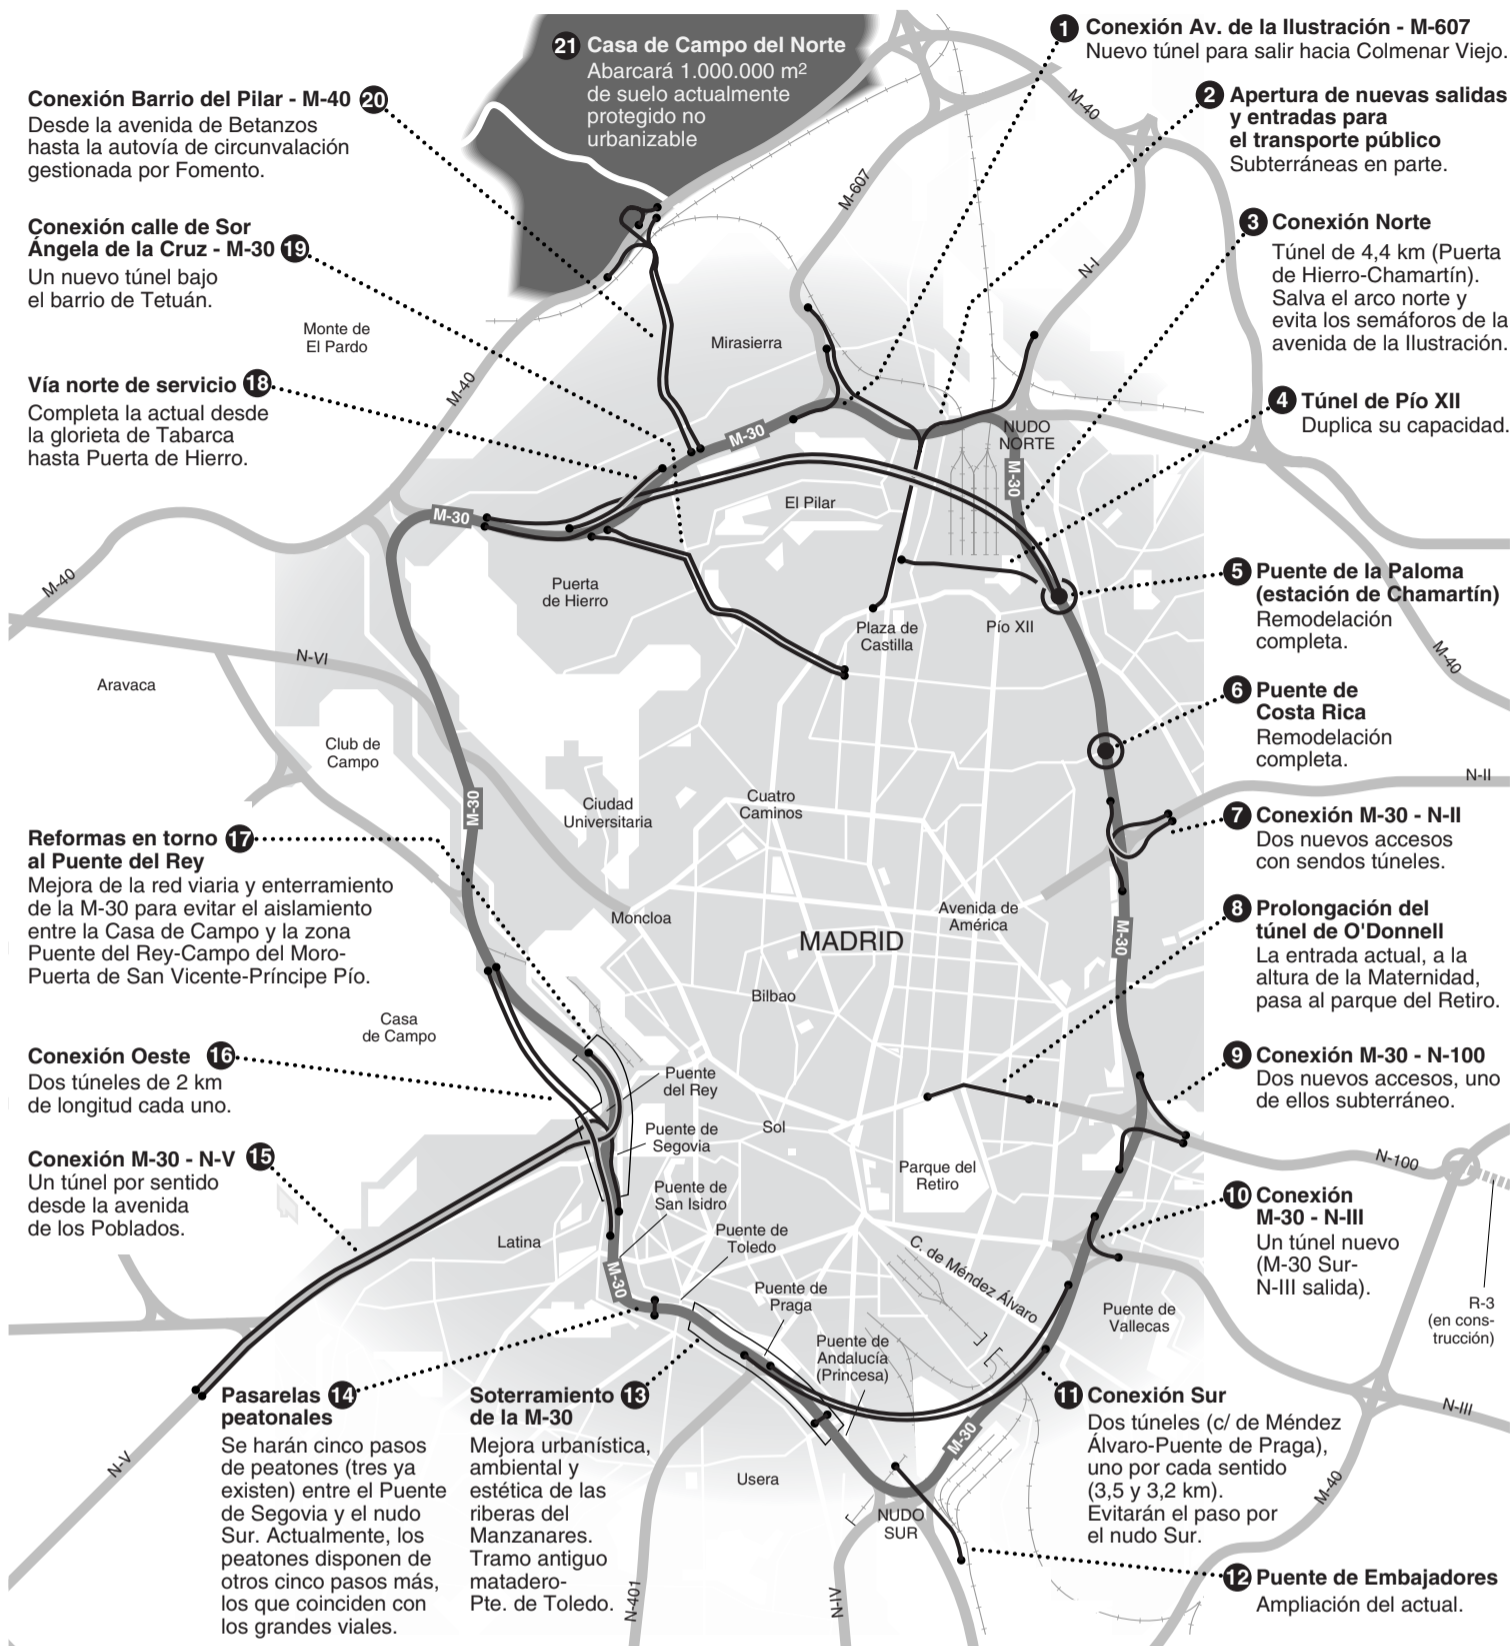 21 Casa de Campo del Norte
Abarcará 1.000.000 m2
de suelo actualmente
protegido no
urbanizable
1 Conexión Av. de la Ilustración - M-607
Nuevo túnel para salir hacia Colmenar Viejo.
2 Apertura de nuevas salidas
y entradas para
el transporte público
Subterráneas en parte.
3 Conexión Norte
Túnel de 4,4 km (Puerta
de Hierro-Chamartín).
Salva el arco norte y
evita los semáforos de la
avenida de la Ilustración.
4 Túnel de Pío XII
Duplica su capacidad.
5 Puente de la Paloma
(estación de Chamartín)
Remodelación
completa.
6 Puente de
Costa Rica
Remodelación
completa.
7 Conexión M-30 - N-II
Dos nuevos accesos
con sendos túneles.
8 Prolongación del
túnel de O'Donnell
La entrada actual, a la
altura de la Maternidad,
pasa al parque del Retiro.
9 Conexión M-30 - N-100
Dos nuevos accesos, uno
de ellos subterráneo.
10 Conexión
M-30 - N-III
Un túnel nuevo
(M-30 Sur-
N-III salida).
11 Conexión Sur
Dos túneles (c/ de Méndez
Álvaro-Puente de Praga),
uno por cada sentido
(3,5 y 3,2 km).
Evitarán el paso por
el nudo Sur.
12 Puente de Embajadores
Ampliación del actual.
Soterramiento 13
de la M-30
Mejora urbanística,
ambiental y
estética de las
riberas del
Manzanares.
Tramo antiguo
matadero-
Pte. de Toledo.
Pasarelas 14
peatonales
Se harán cinco pasos
de peatones (tres ya
existen) entre el Puente
de Segovia y el nudo
Sur. Actualmente, los
peatones disponen de
otros cinco pasos más,
los que coinciden con
los grandes viales.
Conexión M-30 - N-V 15
Un túnel por sentido
desde la avenida
de los Poblados.
Conexión Oeste 16
Dos túneles de 2 km
de longitud cada uno.
Reformas en torno 17
al Puente del Rey
Mejora de la red viaria y enterramiento
de la M-30 para evitar el aislamiento
entre la Casa de Campo y la zona
Puente del Rey-Campo del Moro-
Puerta de San Vicente-Príncipe Pío.
Vía norte de servicio 18
Completa la actual desde
la glorieta de Tabarca
hasta Puerta de Hierro.
Conexión calle de Sor
Ángela de la Cruz - M-30 19
Un nuevo túnel bajo
el barrio de Tetuán.
Conexión Barrio del Pilar - M-40 20
Desde la avenida de Betanzos
hasta la autovía de circunvalación
gestionada por Fomento.
M-40
M-607
N-I
Monte de
El Pardo
Mirasierra
M-40
M-30
NUDO
NORTE
M-30
El Pilar
M-30
M-40
Puerta
de Hierro
Plaza de
Castilla
Pío XII
M-40
N-VI
Aravaca
Club de
Campo
N-II
M-30
Ciudad
Universitaria
Cuatro
Caminos
Moncloa
Avenida de
América
MADRID
M-30
Bilbao
Casa
de Campo
Puente
del Rey
Sol
Puente de
Segovia
Parque del
Retiro
N-100
Puente de
San Isidro
Latina
Puente de
Toledo
C. de Méndez Álvaro
M-30
Puente de
Praga
Puente de
Vallecas
R-3
(en cons-
trucción)
Puente de
Andalucía
(Princesa)
N-III
M-30
N-V
Usera
M-40
NUDO
SUR
N-401
N-IV